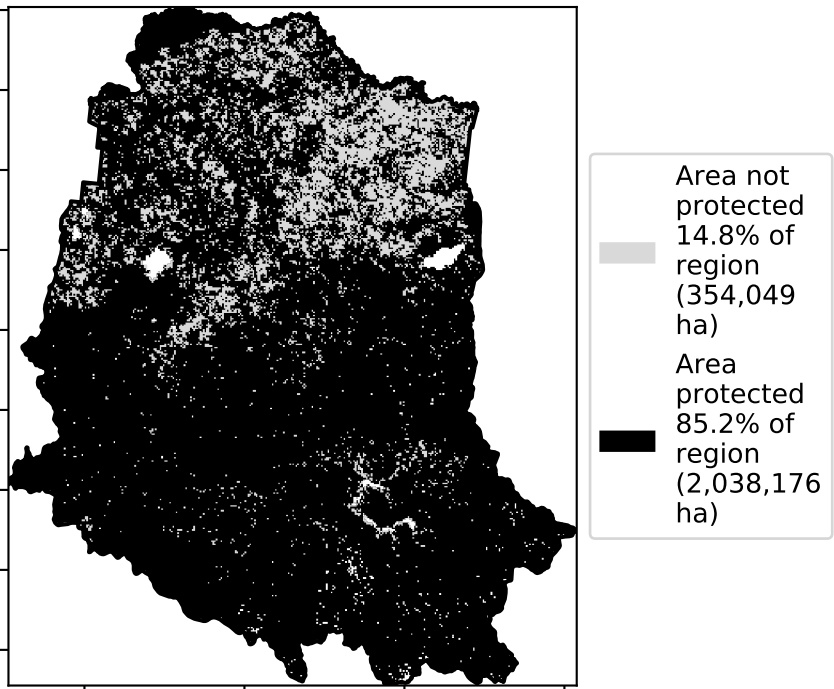 Area not
protected
14.8% of
region
(354,049
ha)
Area
protected
85.2% of
region
(2,038,176
ha)